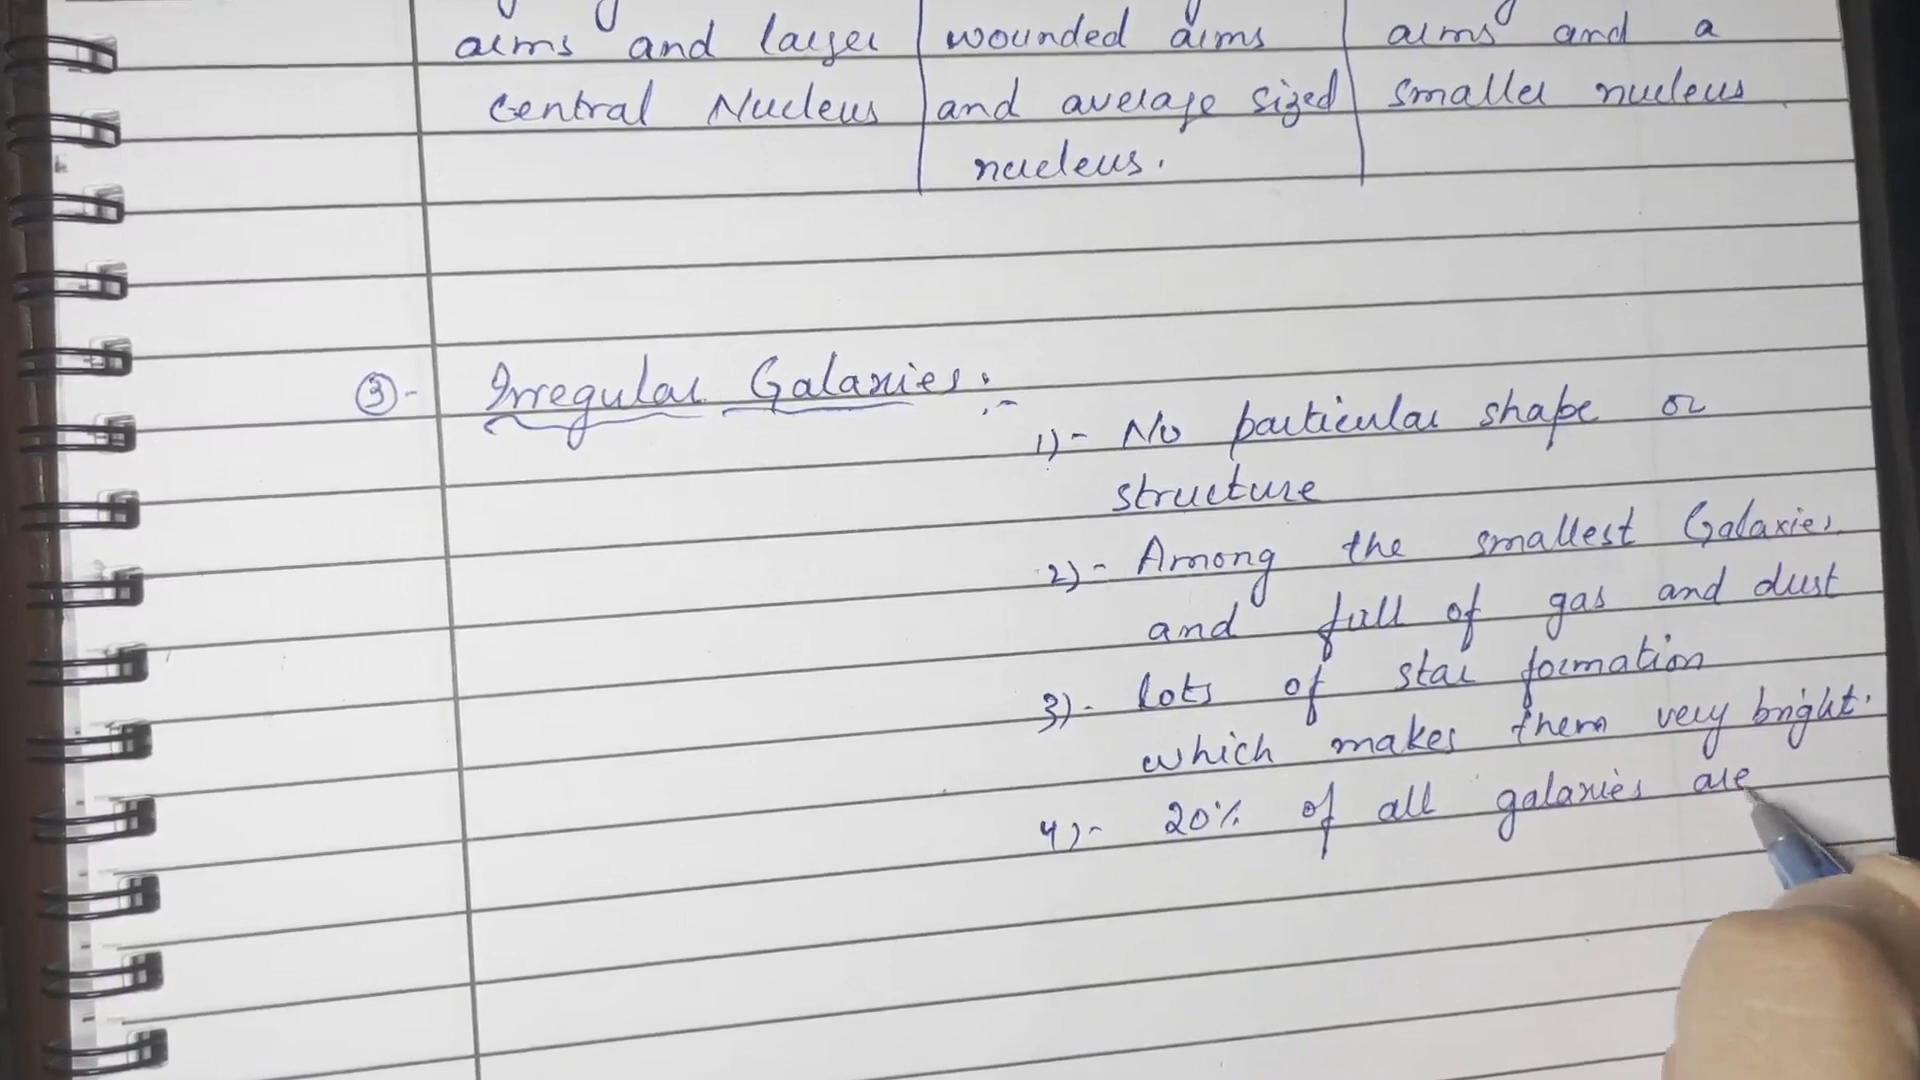 arms and larger | wounded arms | arms and a
central Nucleus | and average sized | smaller nucleus
nucleus.
③- Irregular Galaxies:-
1)- No particular shape or
structure
2)- Among the smallest Galaxies
and full of gas and dust
3)- Lots of star formation
which makes them very bright.
4)- 20% of all galaxies are